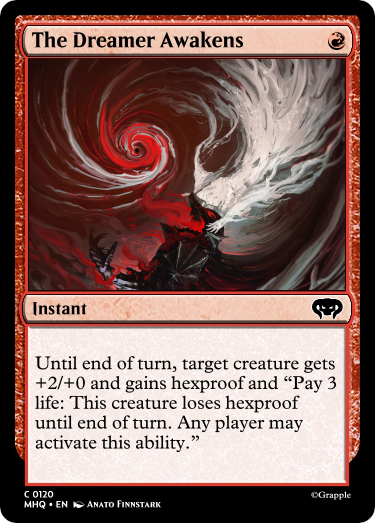 The Dreamer Awakens
Instant
Until end of turn, target creature gets
+2/+0 and gains hexproof and “Pay 3
life: This creature loses hexproof
until end of turn. Any player may
activate this ability.”
C 0120
MHQ • EN Anato Finnstark
©Grapple